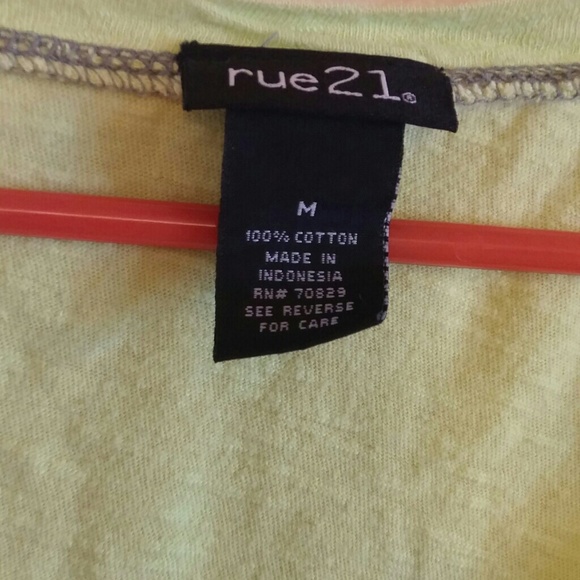 rue21®
M
100% COTTON
MADE IN
INDONESIA
RN# 70829
SEE REVERSE
FOR CARE